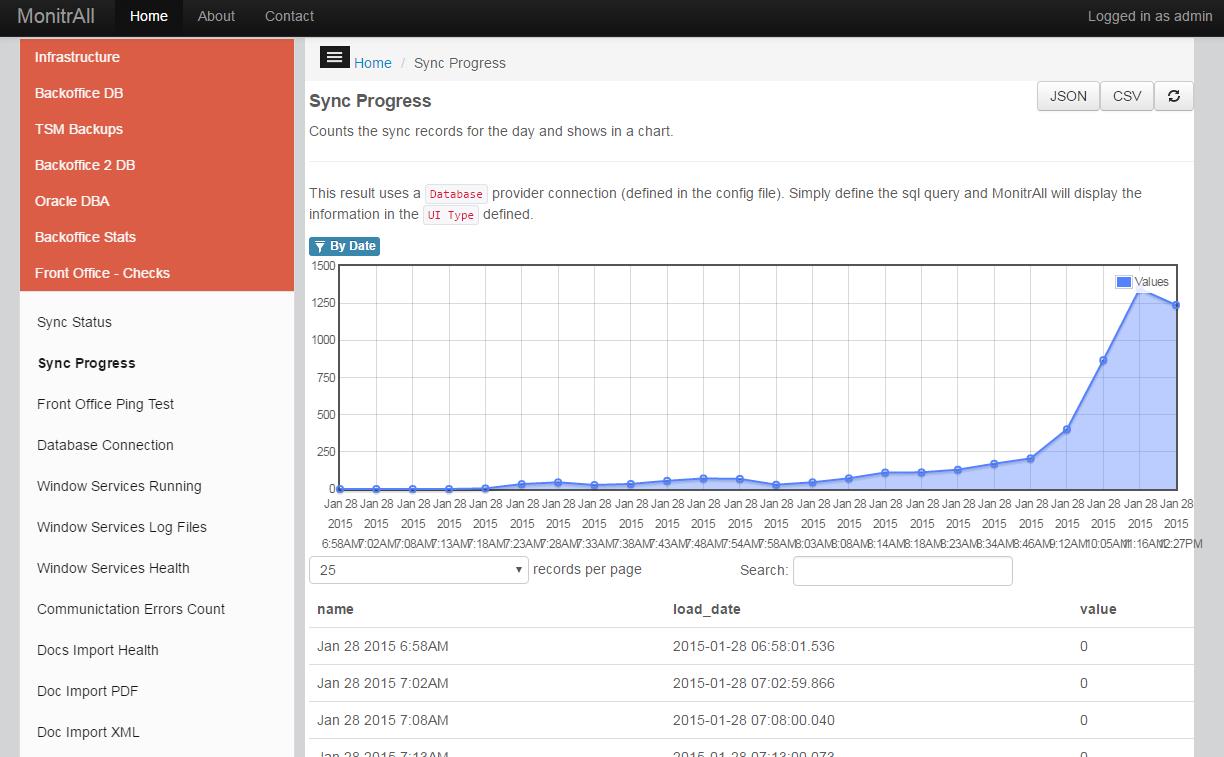 MonitrAll Home About Contact Logged in as admin
Infrastructure
Backoffice DB
TSM Backups
Backoffice 2 DB
Oracle DBA
Backoffice Stats
Front Office - Checks
Sync Status
Sync Progress
Front Office Ping Test
Database Connection
Window Services Running
Window Services Log Files
Window Services Health
Communictation Errors Count
Docs Import Health
Doc Import PDF
Doc Import XML
Home / Sync Progress
Sync Progress
JSON CSV
Counts the sync records for the day and shows in a chart.
This result uses a Database provider connection (defined in the config file). Simply define the sql query and MonitrAll will display the
information in the UI Type defined.
By Date
1500
1250
1000
750
500
250
0
Values
Jan 28 Jan 28 Jan 28 Jan 28 Jan 28 Jan 28 Jan 28 Jan 28 Jan 28 Jan 28 Jan 28 Jan 28 Jan 28 Jan 28 Jan 28 Jan 28 Jan 28 Jan 28 Jan 28 Jan 28 Jan 28 Jan 28 Jan 28 Jan 28
2015 2015 2015 2015 2015 2015 2015 2015 2015 2015 2015 2015 2015 2015 2015 2015 2015 2015 2015 2015 2015 2015 2015 2015
6:58AM 7:02AM 7:08AM 7:13AM 7:18AM 7:23AM 7:28AM 7:33AM 7:38AM 7:43AM 7:48AM 7:54AM 7:58AM 8:03AM 8:08AM 8:14AM 8:18AM 8:23AM 8:34AM 8:46AM 9:12AM 10:05AM 11:16AM 12:27PM
25 records per page Search:
name load_date value
Jan 28 2015 6:58AM 2015-01-28 06:58:01.536 0
Jan 28 2015 7:02AM 2015-01-28 07:02:59.866 0
Jan 28 2015 7:08AM 2015-01-28 07:08:00.040 0
Jan 28 2015 7:13AM 2015-01-28 07:13:00.073 0